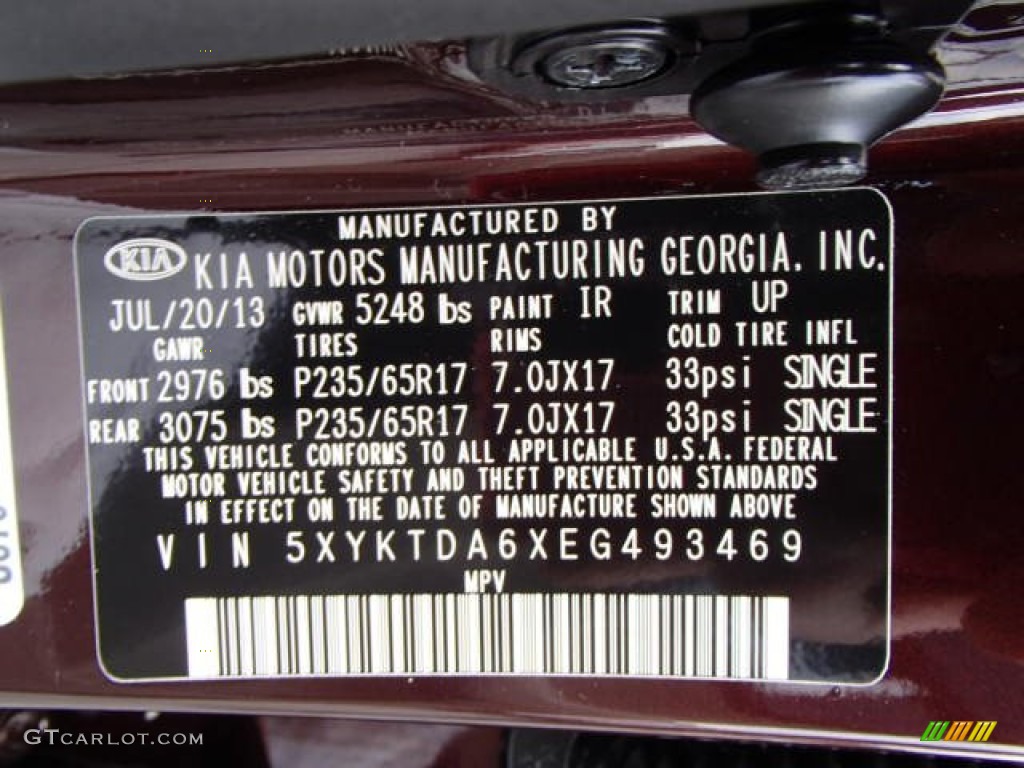 MANUFACTURED BY
KIA KIA MOTORS MANUFACTURING GEORGIA, INC.
JUL/20/13 GVWR 5248 lbs PAINT IR TRIM UP
GAWR TIRES RIMS COLD TIRE INFL
FRONT 2976 lbs P235/65R17 7.0JX17 33psi SINGLE
REAR 3075 lbs P235/65R17 7.0JX17 33psi SINGLE
THIS VEHICLE CONFORMS TO ALL APPLICABLE U.S.A. FEDERAL
MOTOR VEHICLE SAFETY AND THEFT PREVENTION STANDARDS
IN EFFECT ON THE DATE OF MANUFACTURE SHOWN ABOVE
VIN 5XYKTDA6XEG493469
MPV
GTCARLOT.COM